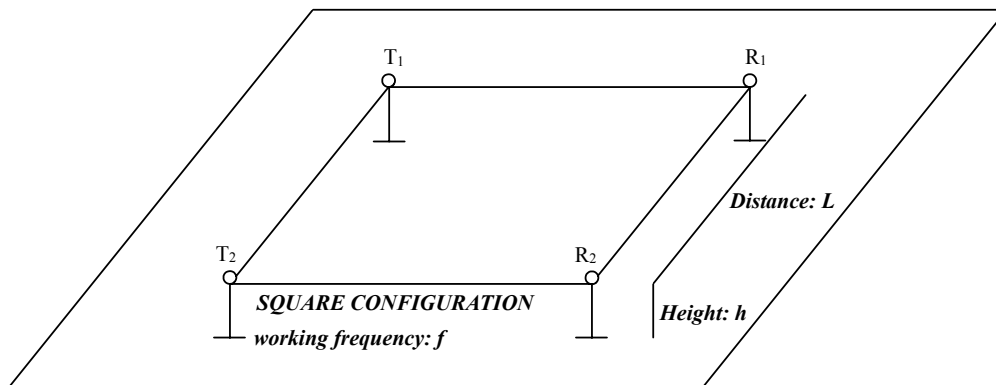 T₁
R₁
Distance: L
T₂
R₂
SQUARE CONFIGURATION
Height: h
working frequency: f